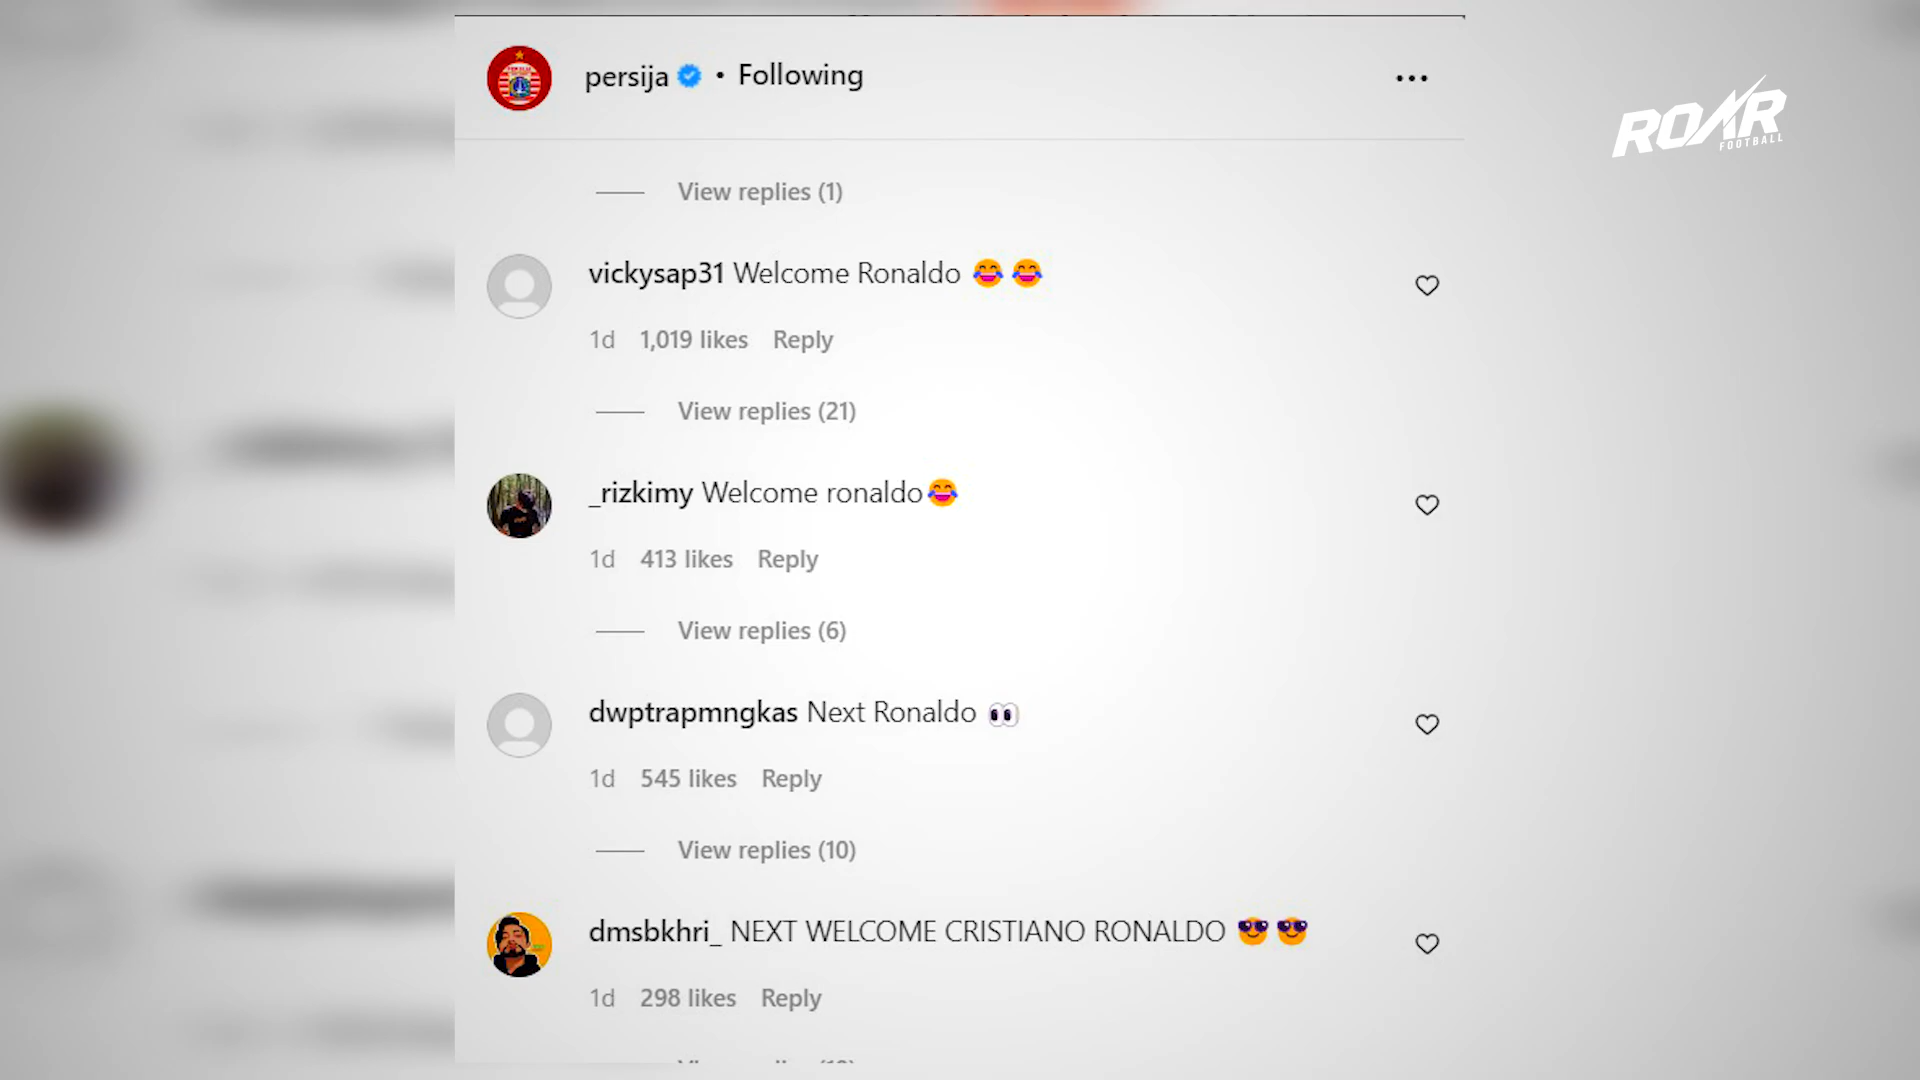 persija • Following
ROAR
FOOTBALL
View replies (1)
vickysap31 Welcome Ronaldo 😂 😂
1d 1,019 likes Reply
View replies (21)
_rizkimy Welcome ronaldo😂
1d 413 likes Reply
View replies (6)
dwptrapmngkas Next Ronaldo 👀
1d 545 likes Reply
View replies (10)
dmsbkhri_ NEXT WELCOME CRISTIANO RONALDO 😎 😎
1d 298 likes Reply